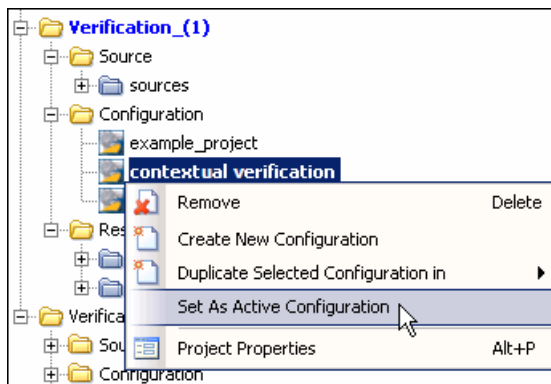 Verification_(1)
Source
sources
Configuration
example_project
contextual verification
Remove Delete
Create New Configuration
Duplicate Selected Configuration in
Set As Active Configuration
Project Properties Alt+P
Configuration